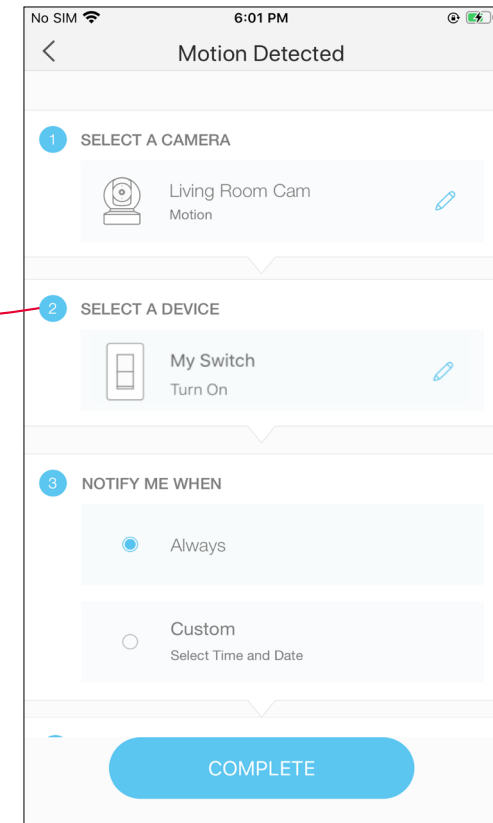 No SIM 6:01 PM
Motion Detected
1 SELECT A CAMERA
Living Room Cam
Motion
2 SELECT A DEVICE
My Switch
Turn On
3 NOTIFY ME WHEN
Always
Custom
Select Time and Date
COMPLETE